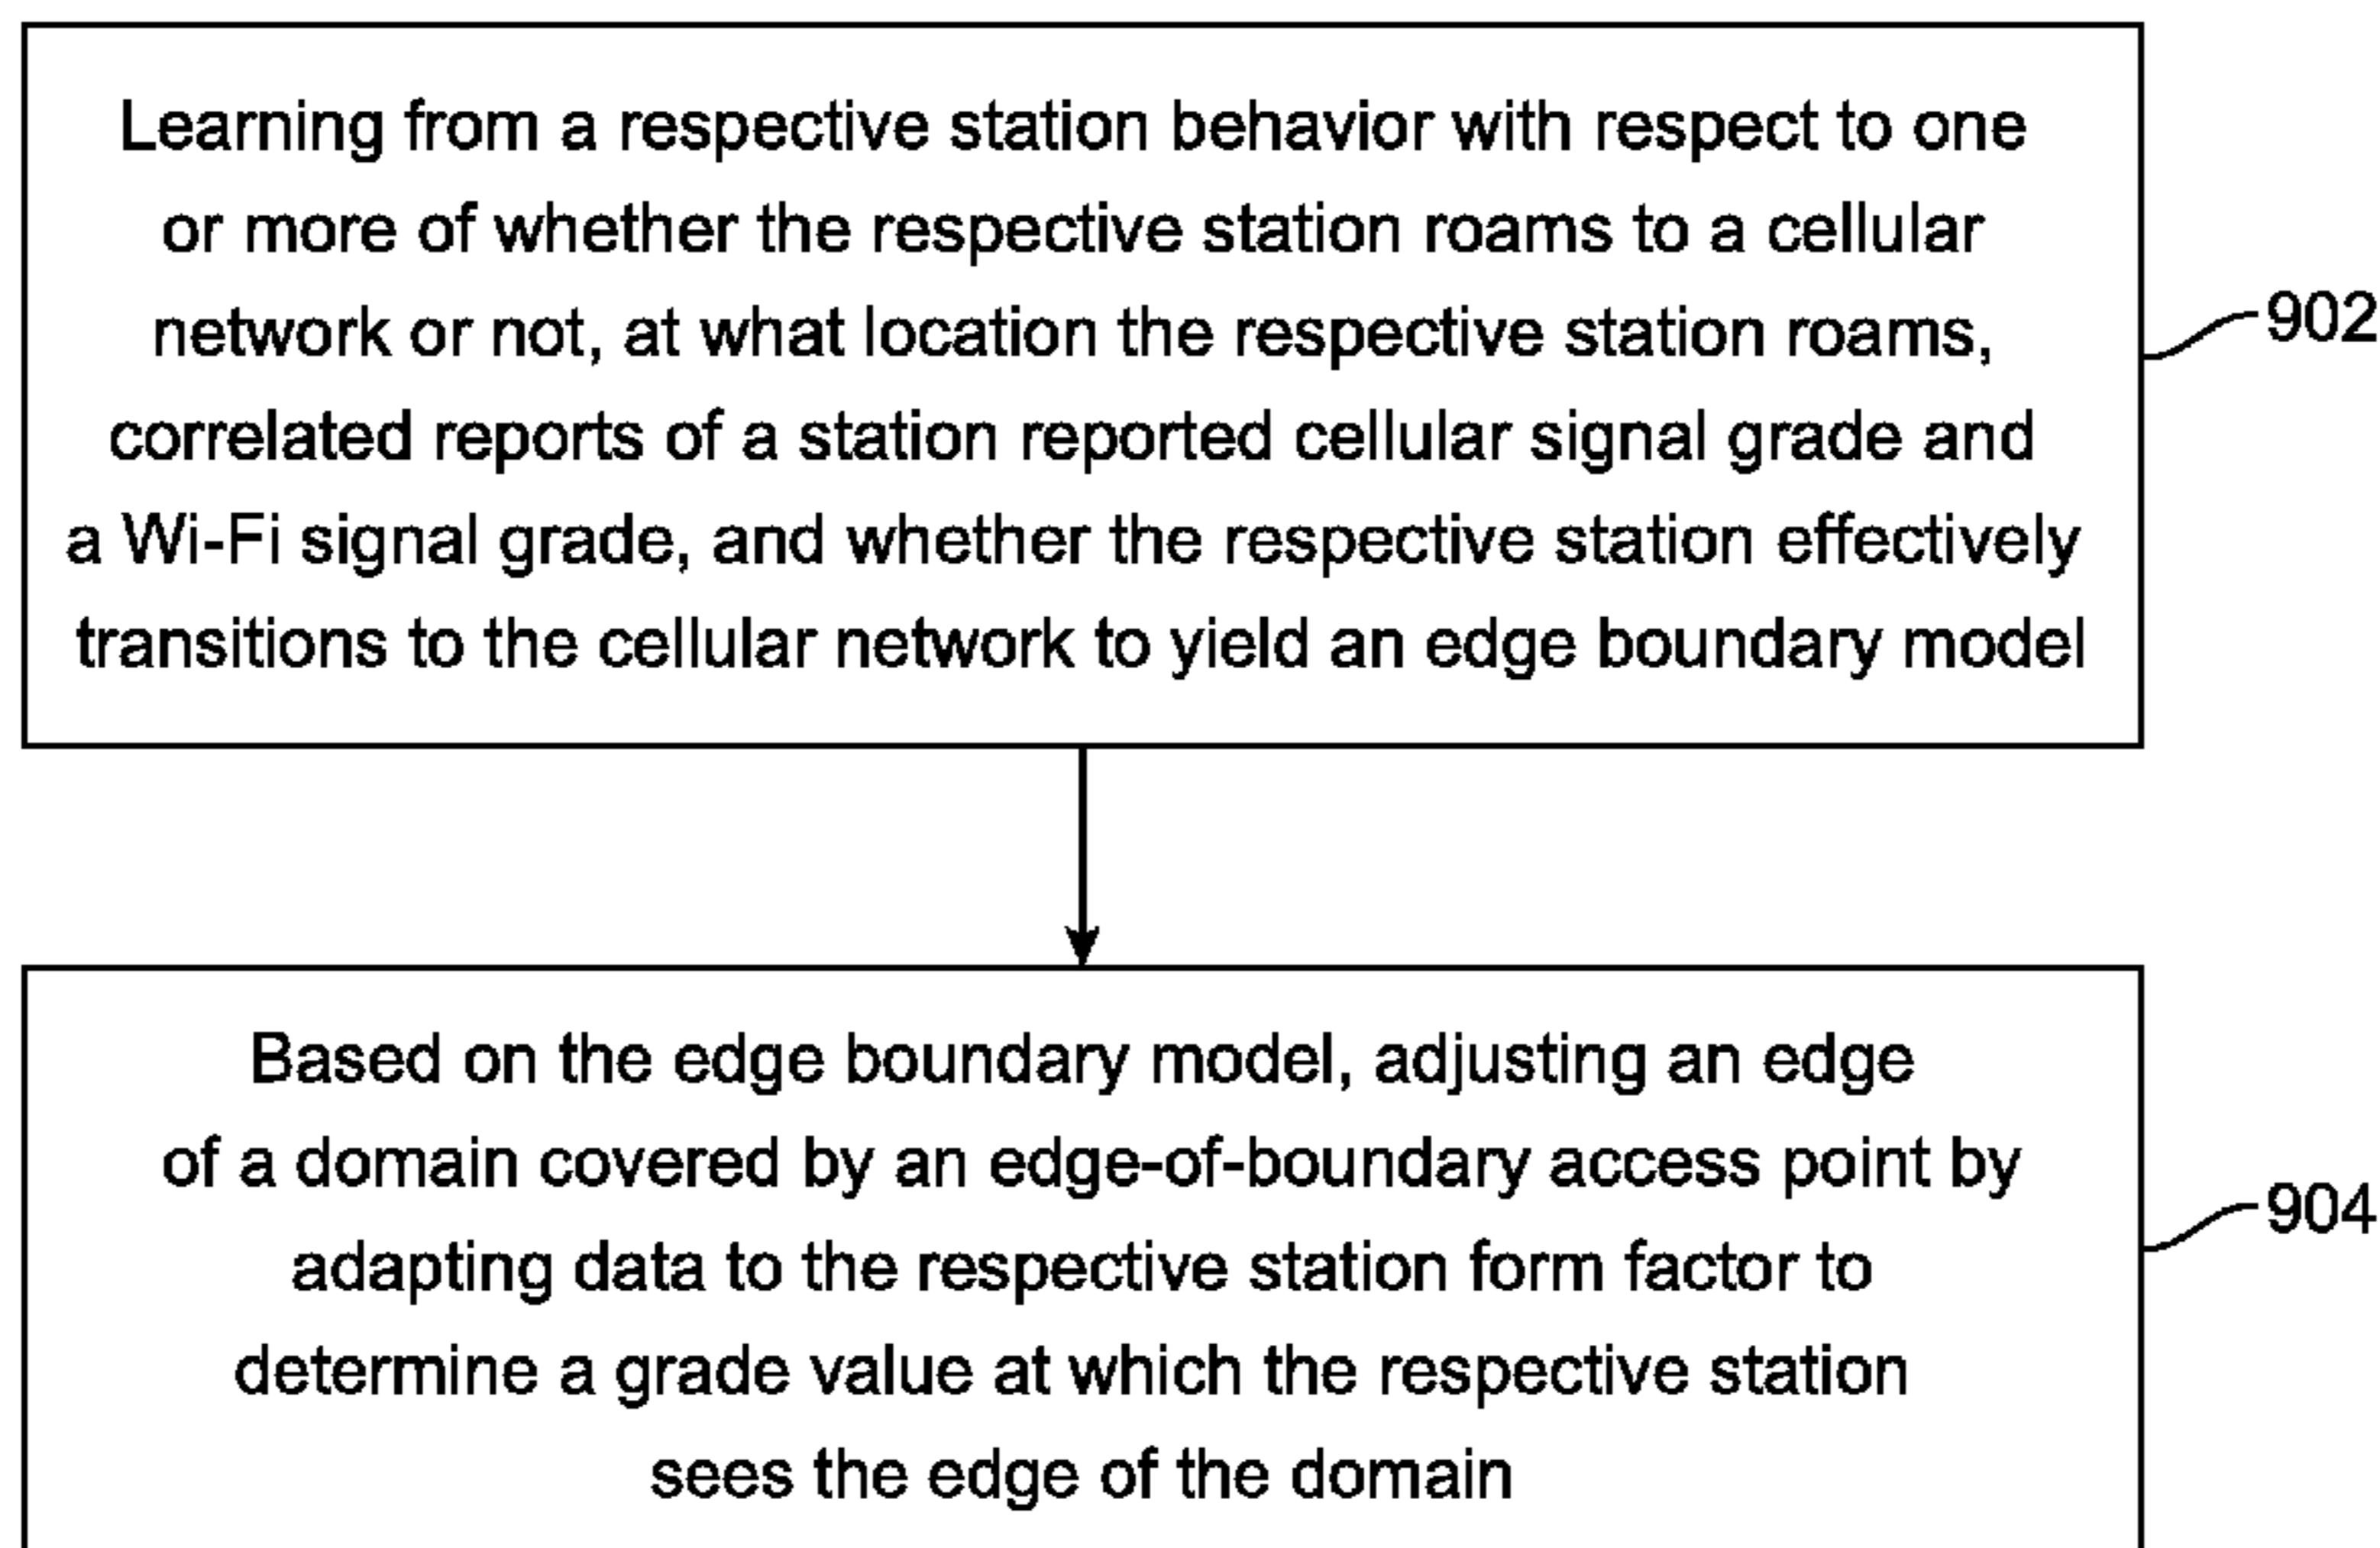 Learning from a respective station behavior with respect to one
or more of whether the respective station roams to a cellular
network or not, at what location the respective station roams,
correlated reports of a station reported cellular signal grade and
a Wi-Fi signal grade, and whether the respective station effectively
transitions to the cellular network to yield an edge boundary model
902
Based on the edge boundary model, adjusting an edge
of a domain covered by an edge-of-boundary access point by
adapting data to the respective station form factor to
determine a grade value at which the respective station
sees the edge of the domain
904